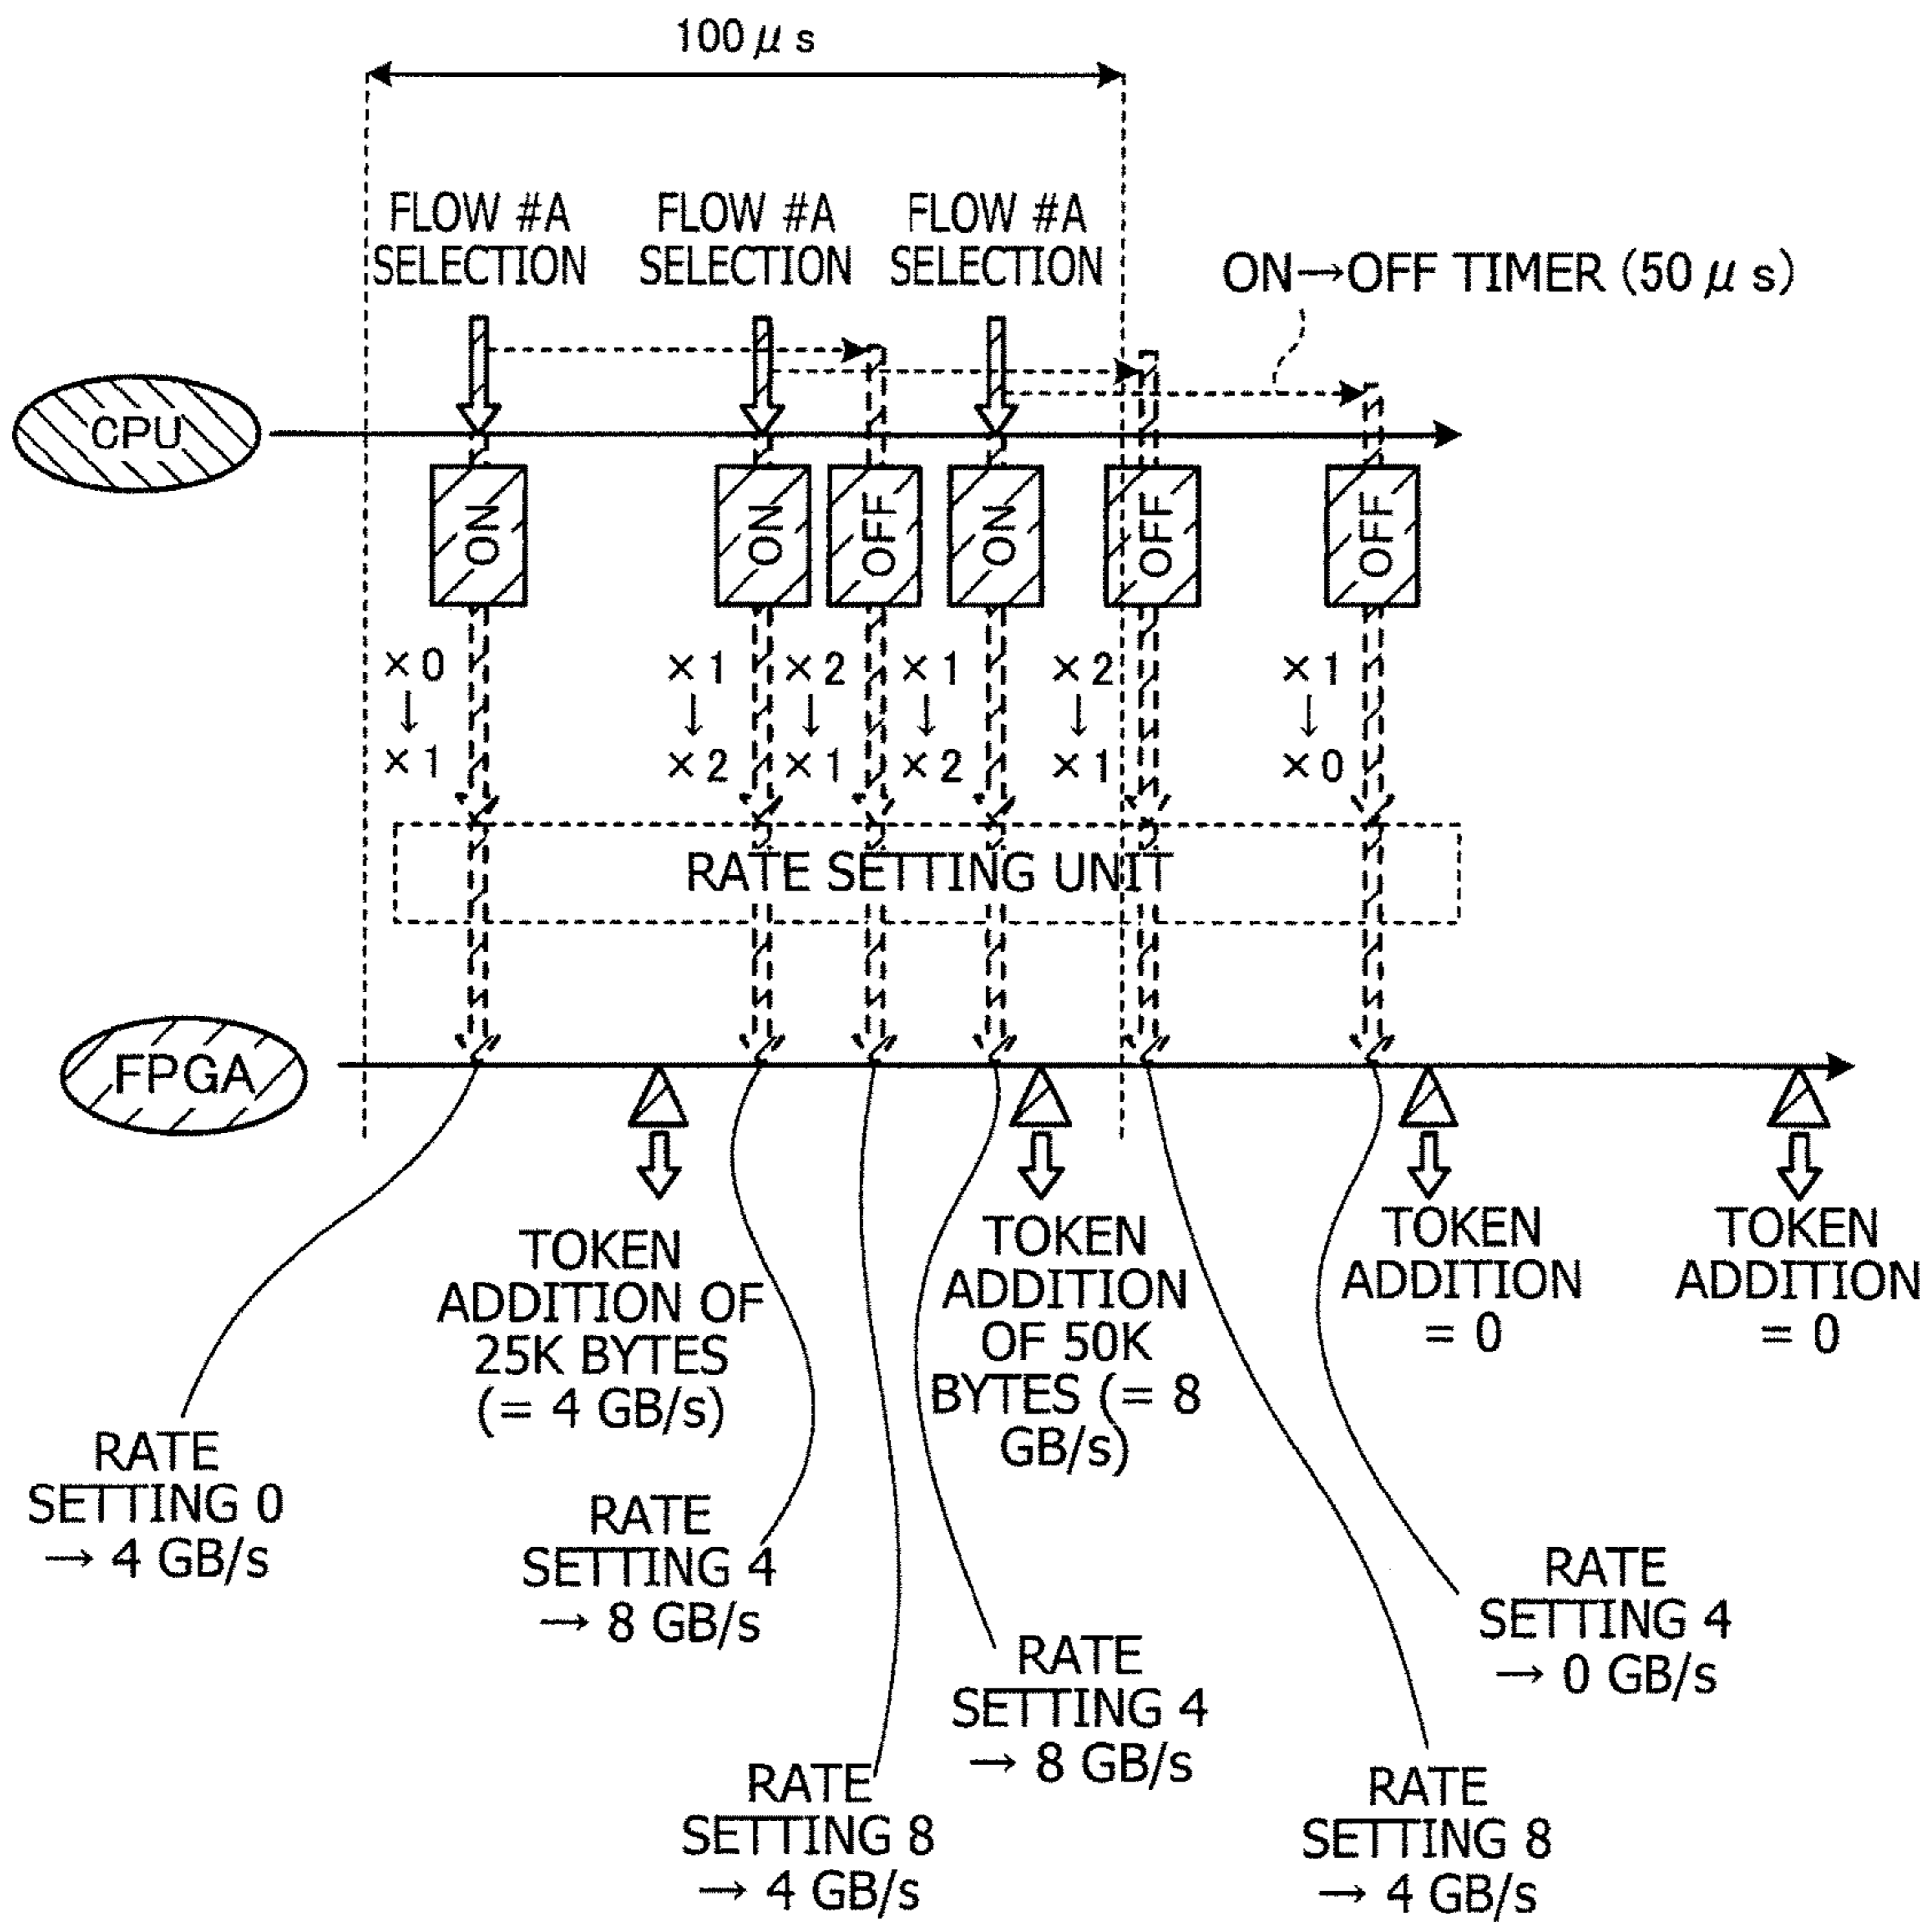 100 μ s
FLOW #A
SELECTION
FLOW #A
SELECTION
FLOW #A
SELECTION
ON→OFF TIMER (50 μ s)
CPU
ON
ON
OFF
ON
OFF
OFF
×0
↓
×1
×1
↓
×2
×2
↓
×1
×1
↓
×2
×2
↓
×1
×1
↓
×0
RATE SETTING UNIT
FPGA
TOKEN
ADDITION OF
25K BYTES
(= 4 GB/s)
TOKEN
ADDITION
OF 50K
BYTES (= 8
GB/s)
TOKEN
ADDITION
= 0
TOKEN
ADDITION
= 0
RATE
SETTING 0
→ 4 GB/s
RATE
SETTING 4
→ 8 GB/s
RATE
SETTING 8
→ 4 GB/s
RATE
SETTING 4
→ 8 GB/s
RATE
SETTING 8
→ 4 GB/s
RATE
SETTING 4
→ 0 GB/s